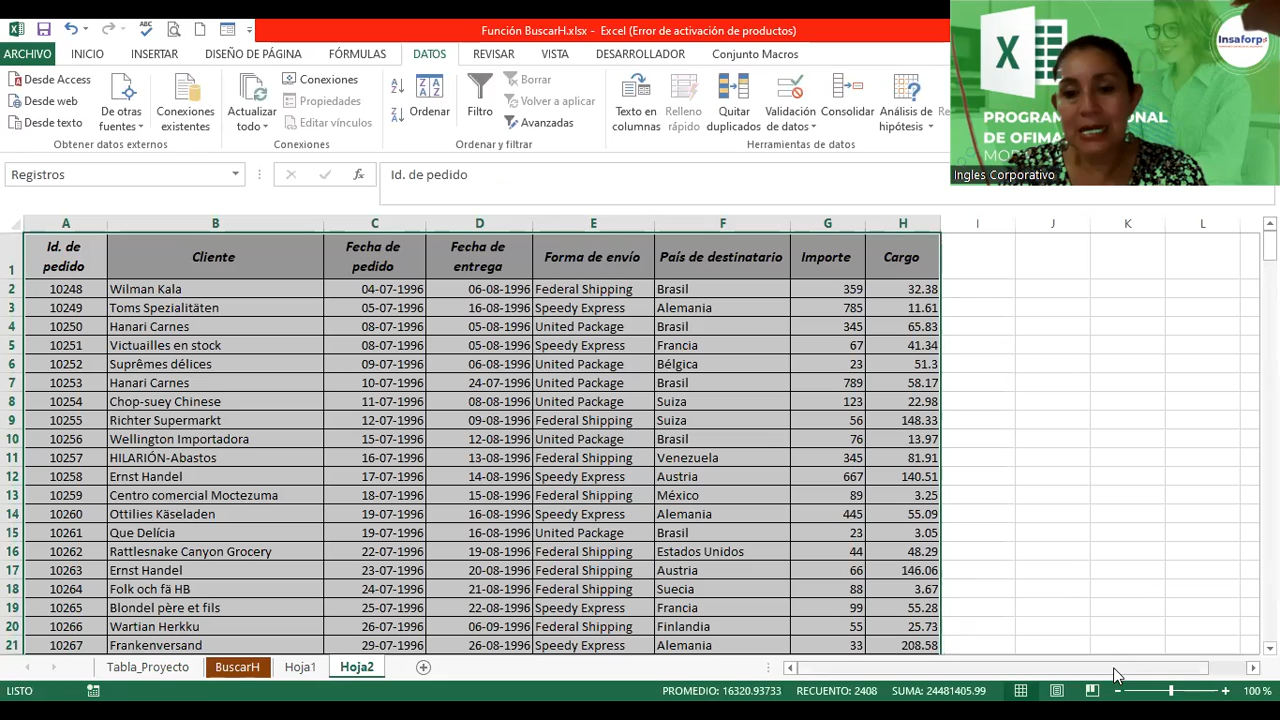 Función BuscarH.xlsx - Excel (Error de activación de productos)
ARCHIVO INICIO INSERTAR DISEÑO DE PÁGINA FÓRMULAS DATOS REVISAR VISTA DESARROLLADOR Conjunto Macros
Desde Access
Desde web
Desde texto
De otras fuentes
Conexiones existentes
Actualizar todo
Conexiones
Propiedades
Editar vínculos
Ordenar
Filtro
Borrar
Volver a aplicar
Avanzadas
Texto en columnas
Relleno rápido
Quitar duplicados
Validación de datos
Consolidar
Análisis de hipótesis
Re
Obtener datos externos Conexiones Ordenar y filtrar Herramientas de datos
Insaforp
PROGRAMA
DE OFIMA
MO
Ingles Corporativo
Registros fx Id. de pedido
A B C D E F G H I J K L
1 Id. de pedido Cliente Fecha de pedido Fecha de entrega Forma de envío País de destinatario Importe Cargo
2 10248 Wilman Kala 04-07-1996 06-08-1996 Federal Shipping Brasil 359 32.38
3 10249 Toms Spezialitäten 05-07-1996 16-08-1996 Speedy Express Alemania 785 11.61
4 10250 Hanari Carnes 08-07-1996 05-08-1996 United Package Brasil 345 65.83
5 10251 Victuailles en stock 08-07-1996 05-08-1996 Speedy Express Francia 67 41.34
6 10252 Suprêmes délices 09-07-1996 06-08-1996 United Package Bélgica 23 51.3
7 10253 Hanari Carnes 10-07-1996 24-07-1996 United Package Brasil 789 58.17
8 10254 Chop-suey Chinese 11-07-1996 08-08-1996 United Package Suiza 123 22.98
9 10255 Richter Supermarkt 12-07-1996 09-08-1996 Federal Shipping Suiza 56 148.33
10 10256 Wellington Importadora 15-07-1996 12-08-1996 United Package Brasil 76 13.97
11 10257 HILARIÓN-Abastos 16-07-1996 13-08-1996 Federal Shipping Venezuela 345 81.91
12 10258 Ernst Handel 17-07-1996 14-08-1996 Speedy Express Austria 667 140.51
13 10259 Centro comercial Moctezuma 18-07-1996 15-08-1996 Federal Shipping México 89 3.25
14 10260 Ottilies Käseladen 19-07-1996 16-08-1996 Speedy Express Alemania 445 55.09
15 10261 Que Delícia 19-07-1996 16-08-1996 United Package Brasil 23 3.05
16 10262 Rattlesnake Canyon Grocery 22-07-1996 19-08-1996 Federal Shipping Estados Unidos 44 48.29
17 10263 Ernst Handel 23-07-1996 20-08-1996 Federal Shipping Austria 66 146.06
18 10264 Folk och fä HB 24-07-1996 21-08-1996 Federal Shipping Suecia 88 3.67
19 10265 Blondel père et fils 25-07-1996 22-08-1996 Speedy Express Francia 99 55.28
20 10266 Wartian Herkku 26-07-1996 06-09-1996 Federal Shipping Finlandia 55 25.73
21 10267 Frankenversand 29-07-1996 26-08-1996 Speedy Express Alemania 33 208.58
Tabla_Proyecto BuscarH Hoja1 Hoja2
LISTO PROMEDIO: 16320.93733 RECUENTO: 2408 SUMA: 24481405.99 100 %